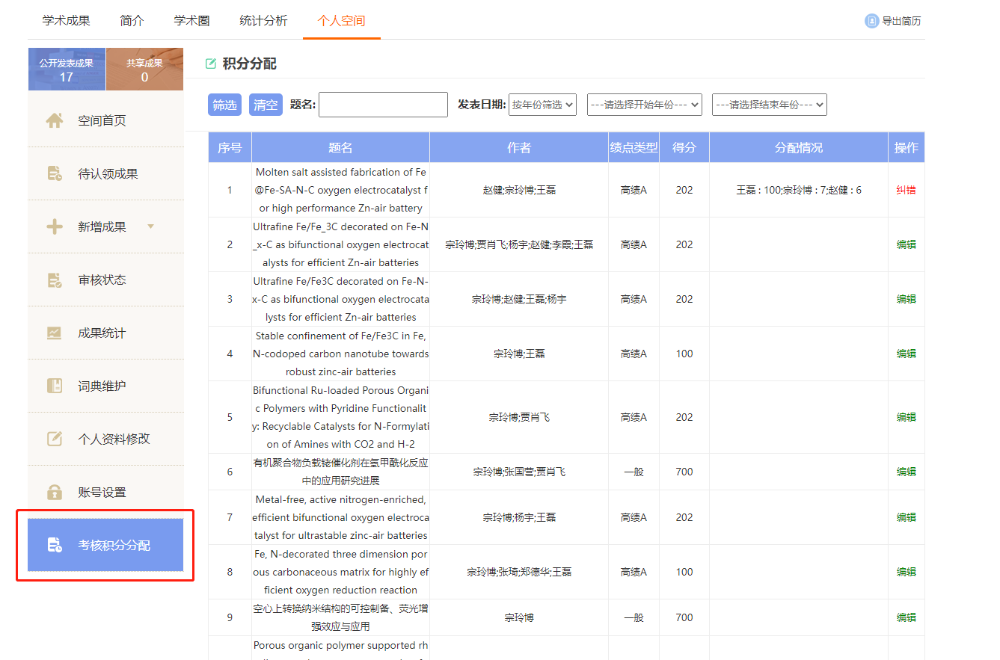 学术成果 简介 学术圈 统计分析 个人空间 导出简历
公开发表成果 共享成果
17 0
空间首页
待认领成果
新增成果
审核状态
成果统计
词典维护
个人资料修改
账号设置
考核积分分配
积分分配
筛选 清空 题名: 发表日期: 按年份筛选 ---请选择开始年份--- ---请选择结束年份---
序号 题名 作者 绩点类型 得分 分配情况 操作
Molten salt assisted fabrication of Fe
1 @Fe-SA-N-C oxygen electrocatalyst f 赵健;宗玲博;王磊 高绩A 202 王磊 : 100;宗玲博 : 7;赵健 : 6 纠错
or high performance Zn-air battery
Ultrafine Fe/Fe_3C decorated on Fe-N
2 _x-C as bifunctional oxygen electrocat 宗玲博;贾肖飞;杨宇;赵健;李霞;王磊 高绩A 202 编辑
alysts for efficient Zn-air batteries
Ultrafine Fe/Fe3C decorated on Fe-N-
3 x-C as bifunctional oxygen electrocata 宗玲博;赵健;王磊;杨宇 高绩A 202 编辑
lysts for efficient Zn-air batteries
Stable confinement of Fe/Fe3C in Fe,
4 N-codoped carbon nanotube towards 宗玲博;王磊 高绩A 100 编辑
robust zinc-air batteries
Bifunctional Ru-loaded Porous Organi
c Polymers with Pyridine Functionalit
5 宗玲博;贾肖飞 高绩A 202 编辑
y: Recyclable Catalysts for N-Formylati
on of Amines with CO2 and H-2
有机聚合物负载铑催化剂在氢甲酰化反应
6 宗玲博;张国营;贾肖飞 一般 700 编辑
中的应用研究进展
Metal-free, active nitrogen-enriched,
7 efficient bifunctional oxygen electroca 宗玲博;杨宇;王磊 高绩A 202 编辑
talyst for ultrastable zinc-air batteries
Fe, N-decorated three dimension por
8 ous carbonaceous matrix for highly ef 宗玲博;张琦;郑德华;王磊 高绩A 100 编辑
ficient oxygen reduction reaction
空心上转换纳米结构的可控制备、荧光增
9 宗玲博 一般 700 编辑
强效应与应用
Porous organic polymer supported rh